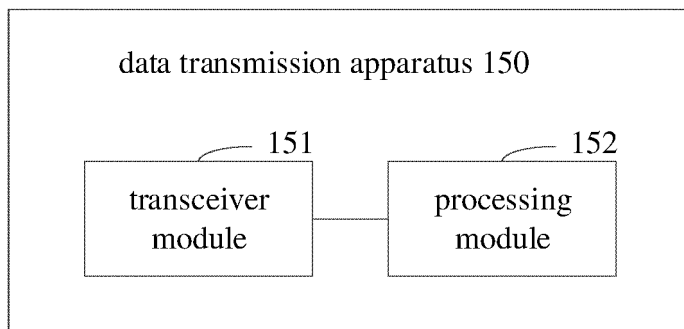 data transmission apparatus 150
151
152
transceiver
module
processing
module